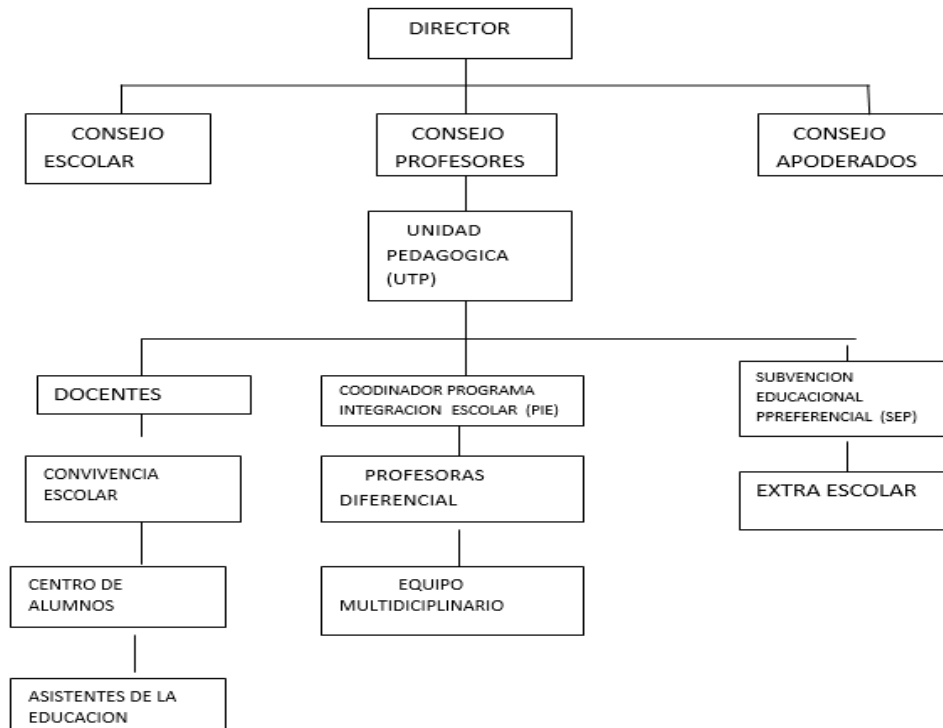 DIRECTOR
CONSEJO
ESCOLAR
CONSEJO
PROFESORES
CONSEJO
APODERADOS
UNIDAD
PEDAGOGICA
(UTP)
DOCENTES
COODINADOR PROGRAMA
INTEGRACION ESCOLAR (PIE)
SUBVENCION
EDUCACIONAL
PPREFERENCIAL (SEP)
CONVIVENCIA
ESCOLAR
PROFESORAS
DIFERENCIAL
EXTRA ESCOLAR
CENTRO DE
ALUMNOS
EQUIPO
MULTIDICIPLINARIO
ASISTENTES DE LA
EDUCACION